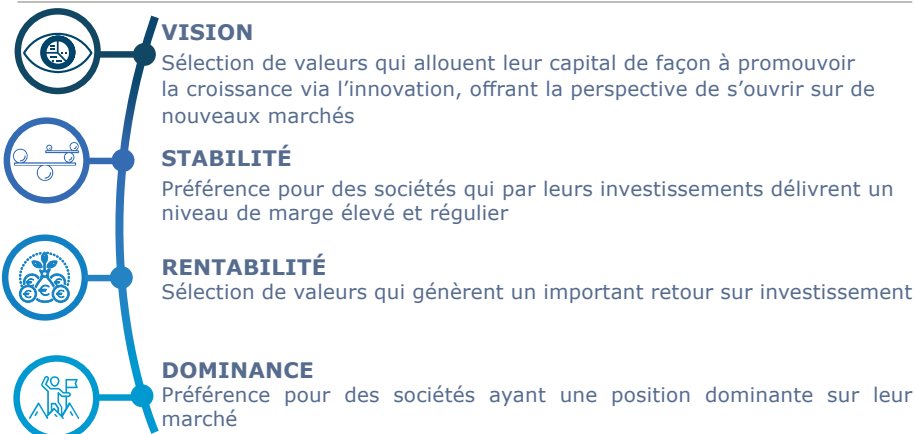 VISION
Sélection de valeurs qui allouent leur capital de façon à promouvoir
la croissance via l’innovation, offrant la perspective de s’ouvrir sur de
nouveaux marchés
STABILITÉ
Préférence pour des sociétés qui par leurs investissements délivrent un
niveau de marge élevé et régulier
RENTABILITÉ
Sélection de valeurs qui génèrent un important retour sur investissement
€ € €
DOMINANCE
Préférence pour des sociétés ayant une position dominante sur leur
marché